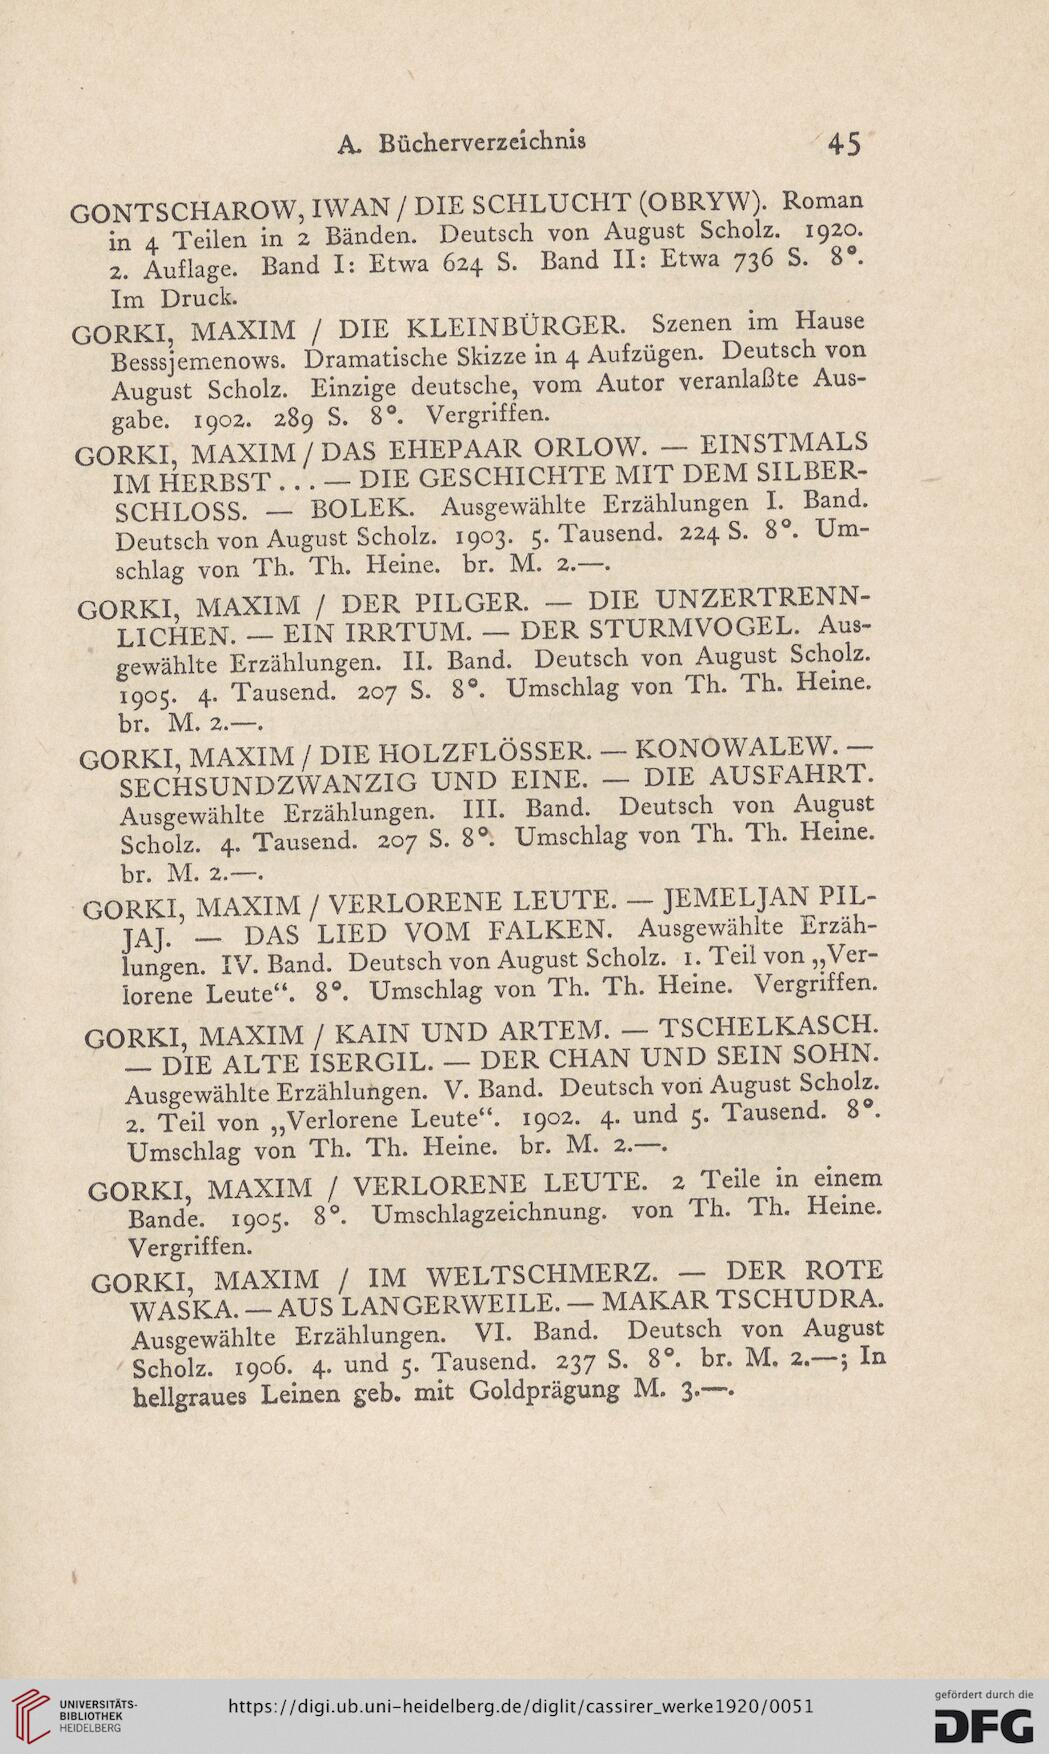 A. Bücherverzeichnis 45
GONTSCHAROW, IWAN / DIE SCHLUCHT (OBRYW). Roman
in 4 Teilen in 2 Bänden. Deutsch von August Scholz. 1920.
2. Auflage. Band I: Etwa 624 S. Band II: Etwa 736 S. 8°.
Im Druck.
GORKI, MAXIM / DIE KLEINBÜRGER. Szenen im Hause
Besssjemenows. Dramatische Skizze in 4 Aufzügen. Deutsch von
August Scholz. Einzige deutsche, vom Autor veranlaßte Aus-
gabe. 1902. 289 S. 8°. Vergriffen.
GORKI, MAXIM / DAS EHEPAAR ORLOW. — EINSTMALS
IM HERBST . . . — DIE GESCHICHTE MIT DEM SILBER-
SCHLOSS. — BOLEK. Ausgewählte Erzählungen I. Band.
Deutsch von August Scholz. 1903. 5. Tausend. 224 S. 8°. Um-
schlag von Th. Th. Heine. br. M. 2.—.
GORKI, MAXIM / DER PILGER. — DIE UNZERTRENN-
LICHEN. — EIN IRRTUM. — DER STURMVOGEL. Aus-
gewählte Erzählungen. II. Band. Deutsch von August Scholz.
1905. 4. Tausend. 207 S. 8°. Umschlag von Th. Th. Heine.
br. M. 2.—.
GORKI, MAXIM / DIE HOLZFLÖSSER. — KONOWALEW. —
SECHSUNDZWANZIG UND EINE. — DIE AUSFAHRT.
Ausgewählte Erzählungen. III. Band. Deutsch von August
Scholz. 4. Tausend. 207 S. 8°. Umschlag von Th. Th. Heine.
br. M. 2.—.
GORKI, MAXIM / VERLORENE LEUTE. — JEMELJAN PIL-
JAJ. — DAS LIED VOM FALKEN. Ausgewählte Erzäh-
lungen. IV. Band. Deutsch von August Scholz. 1. Teil von „Ver-
lorene Leute“. 8°. Umschlag von Th. Th. Heine. Vergriffen.
GORKI, MAXIM / KAIN UND ARTEM. — TSCHELKASCH.
— DIE ALTE ISERGIL. — DER CHAN UND SEIN SOHN.
Ausgewählte Erzählungen. V. Band. Deutsch von August Scholz.
2. Teil von „Verlorene Leute“. 1902. 4. und 5. Tausend. 8°.
Umschlag von Th. Th. Heine. br. M. 2.—.
GORKI, MAXIM / VERLORENE LEUTE. 2 Teile in einem
Bande. 1905. 8°. Umschlagzeichnung. von Th. Th. Heine.
Vergriffen.
GORKI, MAXIM / IM WELTSCHMERZ. — DER ROTE
WASKA. — AUS LANGERWEILE. — MAKAR TSCHUDRA.
Ausgewählte Erzählungen. VI. Band. Deutsch von August
Scholz. 1906. 4. und 5. Tausend. 237 S. 8°. br. M. 2.—; In
hellgraues Leinen geb. mit Goldprägung M. 3.—.
UNIVERSITÄTS-
BIBLIOTHEK
HEIDELBERG
https://digi.ub.uni-heidelberg.de/diglit/cassirer_werke1920/0051
gefördert durch die
DFG